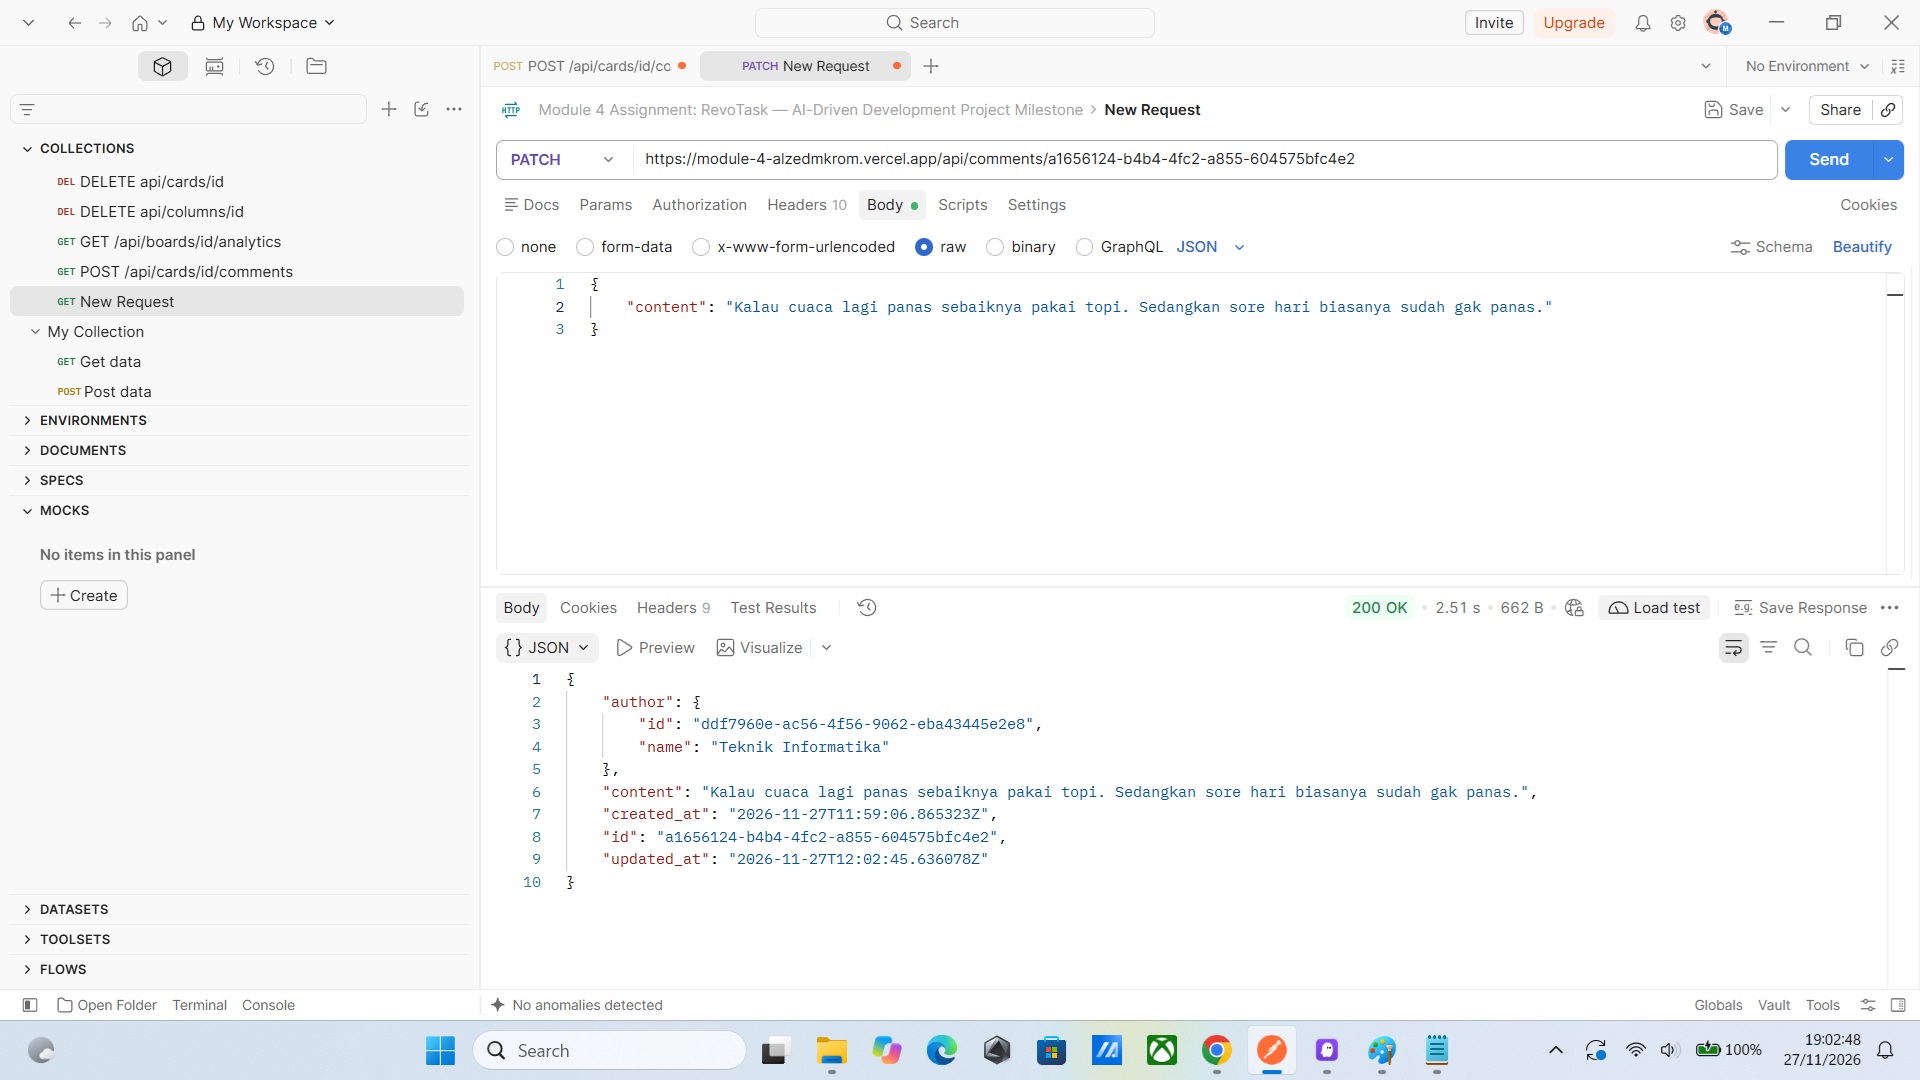 My Workspace
Search
Invite
Upgrade
POST POST /api/cards/id/co
PATCH New Request
No Environment
Module 4 Assignment: RevoTask — AI-Driven Development Project Milestone > New Request
Save
Share
COLLECTIONS
DEL DELETE api/cards/id
DEL DELETE api/columns/id
GET GET /api/boards/id/analytics
GET POST /api/cards/id/comments
GET New Request
My Collection
GET Get data
POST Post data
ENVIRONMENTS
DOCUMENTS
SPECS
MOCKS
No items in this panel
Create
DATASETS
TOOLSETS
FLOWS
PATCH
https://module-4-alzedmkrom.vercel.app/api/comments/a1656124-b4b4-4fc2-a855-604575bfc4e2
Send
Docs Params Authorization Headers 10 Body Scripts Settings
Cookies
none form-data x-www-form-urlencoded raw binary GraphQL JSON
Schema Beautify
1 {
2 "content": "Kalau cuaca lagi panas sebaiknya pakai topi. Sedangkan sore hari biasanya sudah gak panas."
3 }
Body Cookies Headers 9 Test Results
200 OK • 2.51 s • 662 B
Load test
e.g. Save Response
{} JSON Preview Visualize
1 {
2 "author": {
3 "id": "ddf7960e-ac56-4f56-9062-eba43445e2e8",
4 "name": "Teknik Informatika"
5 },
6 "content": "Kalau cuaca lagi panas sebaiknya pakai topi. Sedangkan sore hari biasanya sudah gak panas.",
7 "created_at": "2026-11-27T11:59:06.865323Z",
8 "id": "a1656124-b4b4-4fc2-a855-604575bfc4e2",
9 "updated_at": "2026-11-27T12:02:45.636078Z"
10 }
Open Folder Terminal Console
No anomalies detected
Globals Vault Tools
Search
100%
19:02:48
27/11/2026